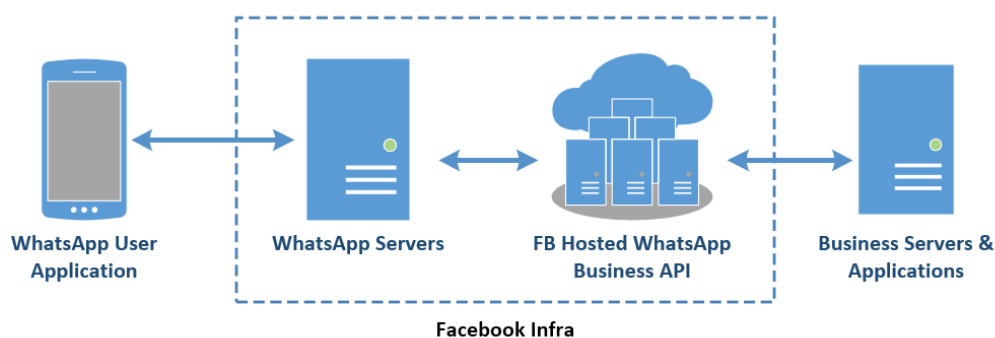 WhatsApp User
Application
WhatsApp Servers
FB Hosted WhatsApp
Business API
Business Servers &
Applications
Facebook Infra